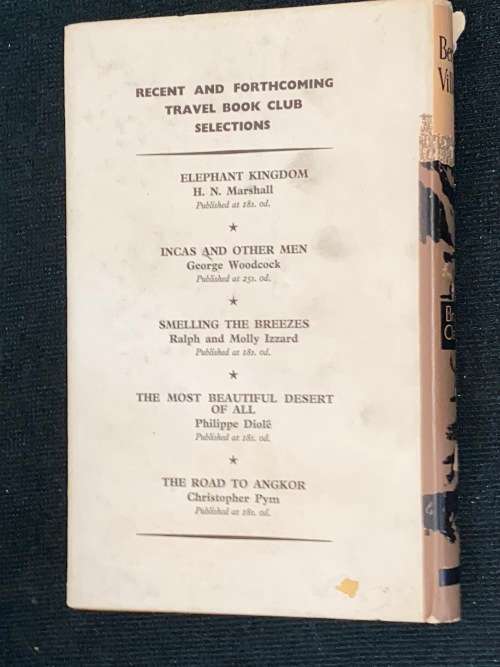 RECENT AND FORTHCOMING
TRAVEL BOOK CLUB
SELECTIONS
ELEPHANT KINGDOM
H. N. Marshall
Published at 18s. od.
★
INCAS AND OTHER MEN
George Woodcock
Published at 25s. od.
★
SMELLING THE BREEZES
Ralph and Molly Izzard
Published at 18s. od.
★
THE MOST BEAUTIFUL DESERT
OF ALL
Philippe Diolê
Published at 18s. od.
★
THE ROAD TO ANGKOR
Christopher Pym
Published at 18s. od.